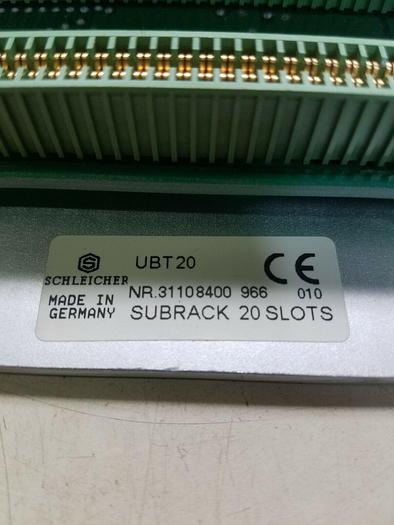 UBT20
CE
SCHLEICHER
NR.31108400 966 010
MADE IN
GERMANY
SUBRACK 20 SLOTS